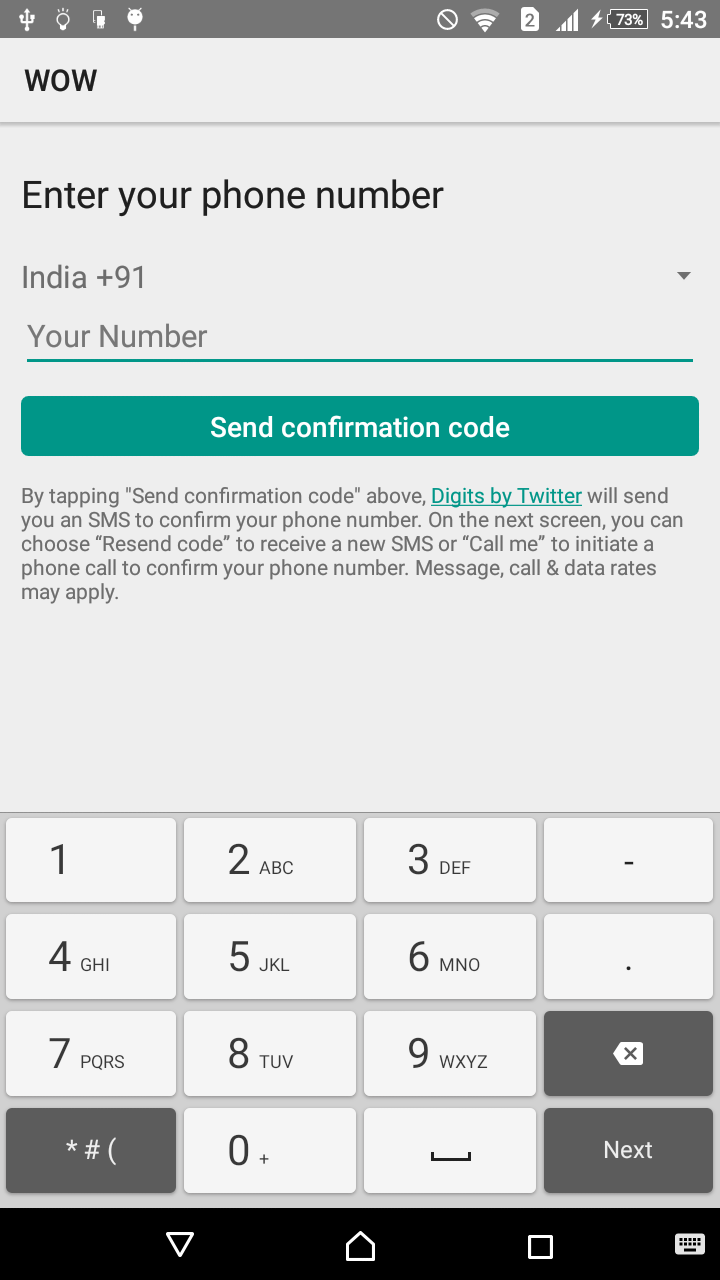 2 73% 5:43
WOW
Enter your phone number
India +91
Your Number
Send confirmation code
By tapping "Send confirmation code" above, Digits by Twitter will send
you an SMS to confirm your phone number. On the next screen, you can
choose “Resend code” to receive a new SMS or “Call me” to initiate a
phone call to confirm your phone number. Message, call & data rates
may apply.
1 2 ABC 3 DEF -
4 GHI 5 JKL 6 MNO .
7 PQRS 8 TUV 9 WXYZ
* # ( 0 + Next